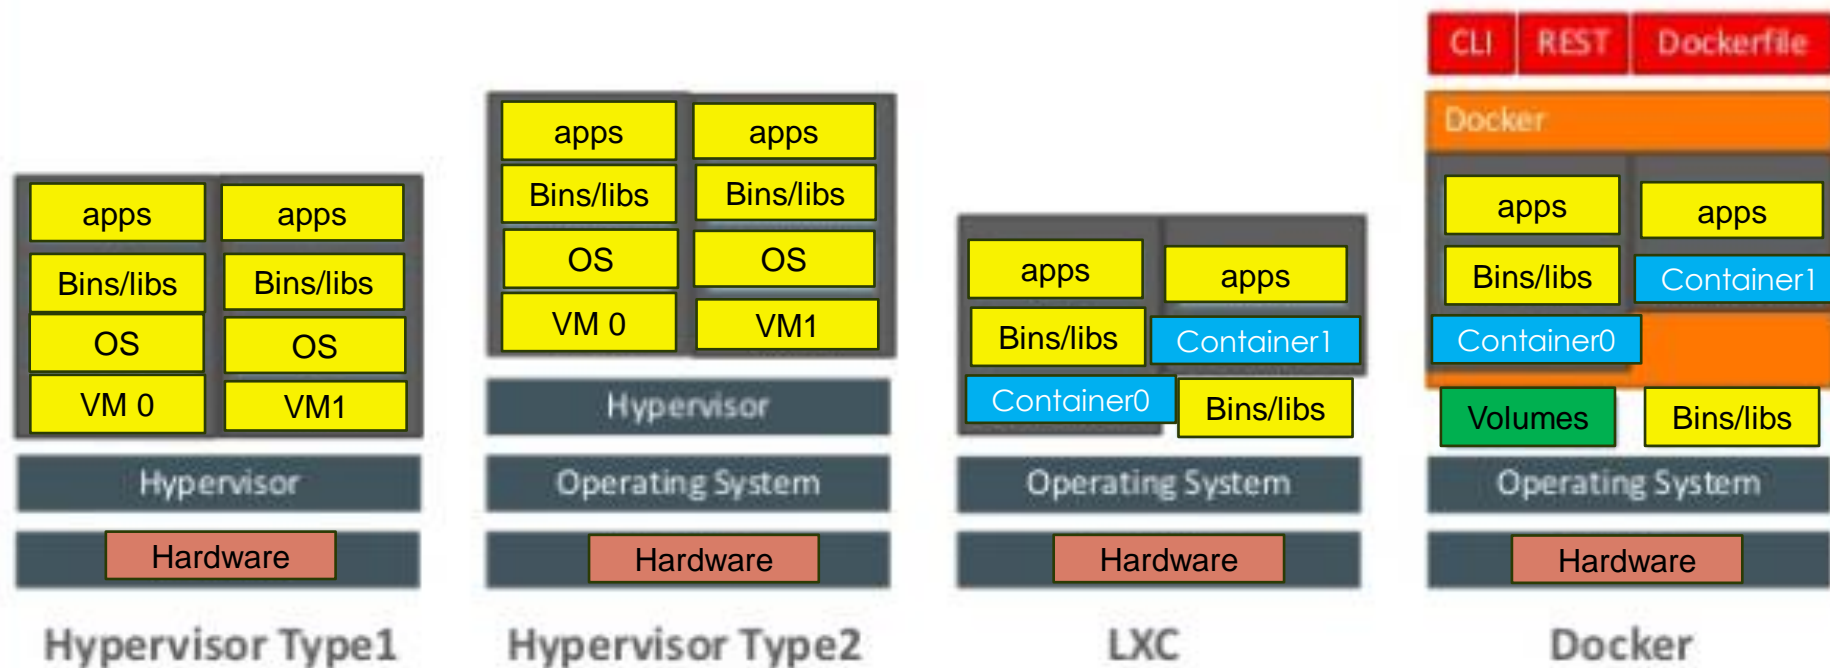 apps apps
Bins/libs Bins/libs
OS OS
VM 0 VM1
Hypervisor
Hardware
Hypervisor Type1
apps apps
Bins/libs Bins/libs
OS OS
VM 0 VM1
Hypervisor
Operating System
Hardware
Hypervisor Type2
apps apps
Bins/libs Container1
Container0 Bins/libs
Operating System
Hardware
LXC
CLI REST Dockerfile
Docker
apps apps
Bins/libs Container1
Container0
Volumes Bins/libs
Operating System
Hardware
Docker